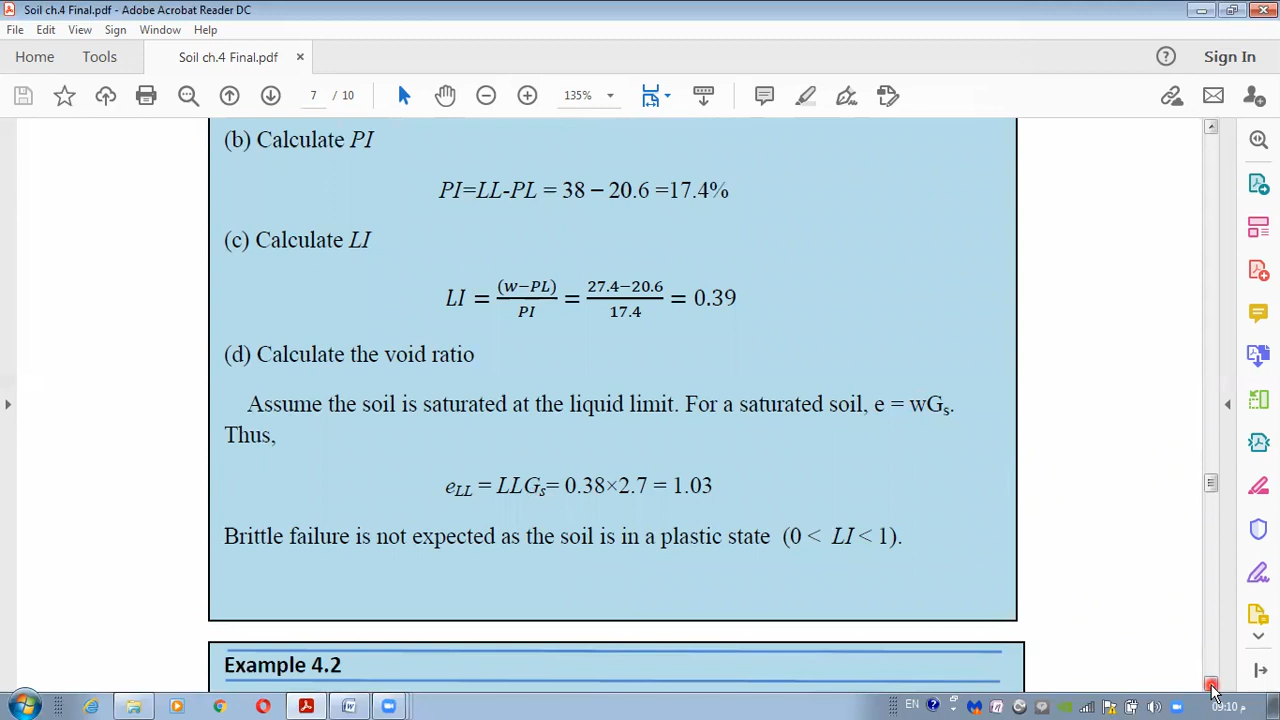 Soil ch.4 Final.pdf - Adobe Acrobat Reader DC
File Edit View Sign Window Help
Home Tools Soil ch.4 Final.pdf × Sign In
7 / 10 135%
(b) Calculate PI
PI=LL-PL = 38 – 20.6 =17.4%
(c) Calculate LI
LI = (w−PL)/PI = 27.4−20.6/17.4 = 0.39
(d) Calculate the void ratio
Assume the soil is saturated at the liquid limit. For a saturated soil, e = wGs.
Thus,
eLL = LLGs= 0.38×2.7 = 1.03
Brittle failure is not expected as the soil is in a plastic state (0 < LI < 1).
Example 4.2
EN 09:10 م